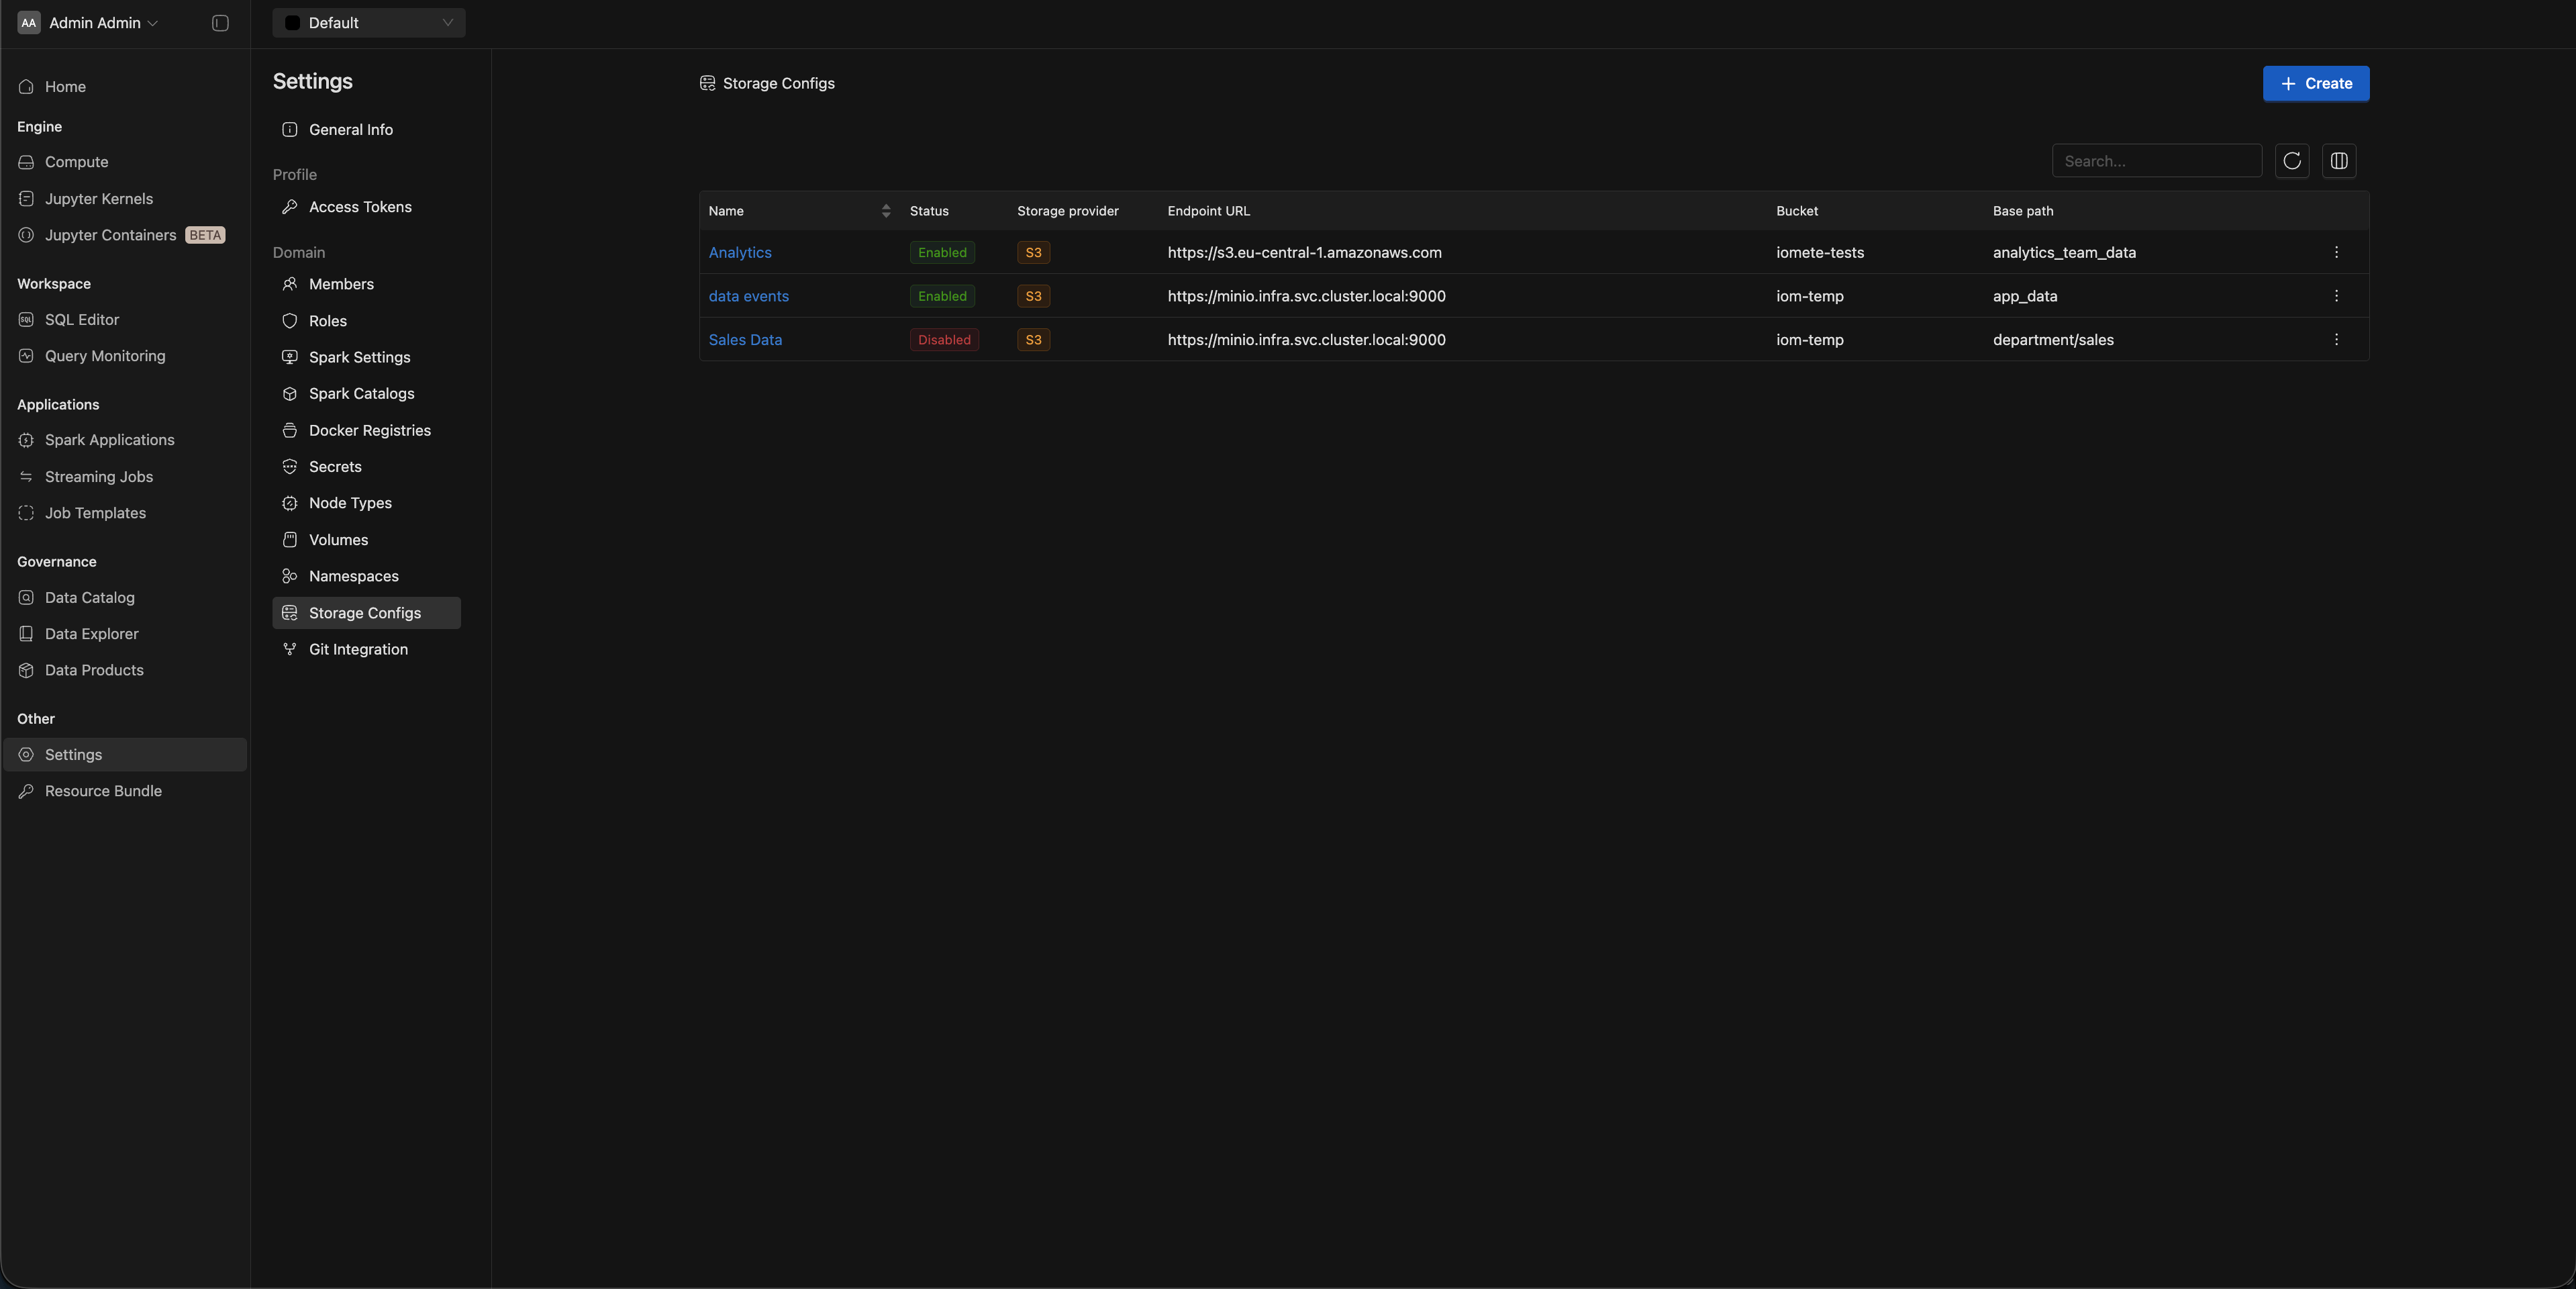 AA Admin Admin
Default
Home
Engine
Compute
Jupyter Kernels
Jupyter Containers BETA
Workspace
SQL Editor
Query Monitoring
Applications
Spark Applications
Streaming Jobs
Job Templates
Governance
Data Catalog
Data Explorer
Data Products
Other
Settings
Resource Bundle
Settings
General Info
Profile
Access Tokens
Domain
Members
Roles
Spark Settings
Spark Catalogs
Docker Registries
Secrets
Node Types
Volumes
Namespaces
Storage Configs
Git Integration
Storage Configs
Create
Search...
Name Status Storage provider Endpoint URL Bucket Base path
Analytics Enabled S3 https://s3.eu-central-1.amazonaws.com iomete-tests analytics_team_data
data events Enabled S3 https://minio.infra.svc.cluster.local:9000 iom-temp app_data
Sales Data Disabled S3 https://minio.infra.svc.cluster.local:9000 iom-temp department/sales